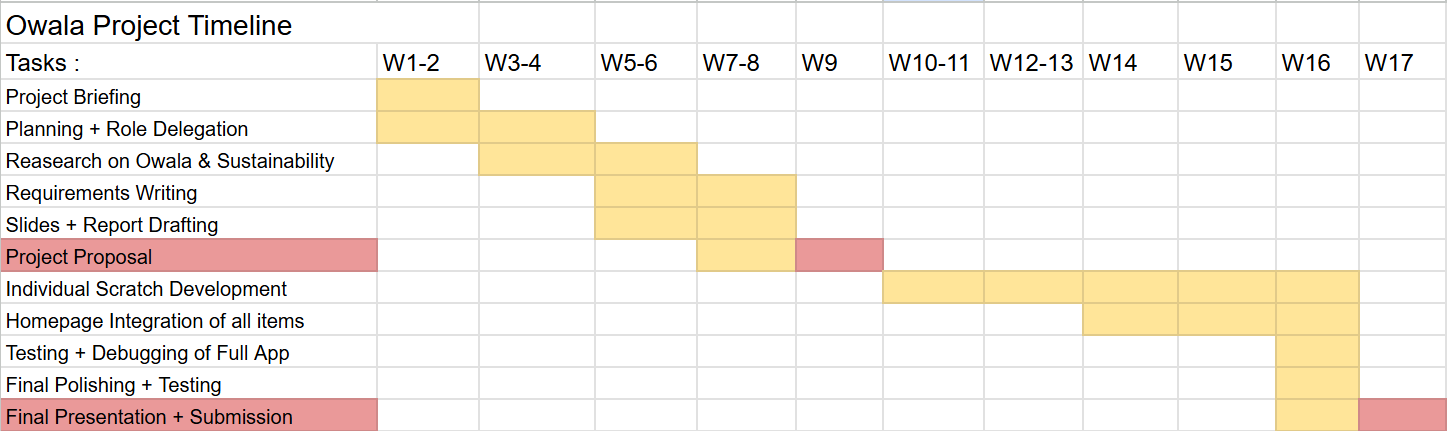 Owala Project Timeline
Tasks : W1-2 W3-4 W5-6 W7-8 W9 W10-11 W12-13 W14 W15 W16 W17
Project Briefing
Planning + Role Delegation
Reasearch on Owala & Sustainability
Requirements Writing
Slides + Report Drafting
Project Proposal
Individual Scratch Development
Homepage Integration of all items
Testing + Debugging of Full App
Final Polishing + Testing
Final Presentation + Submission